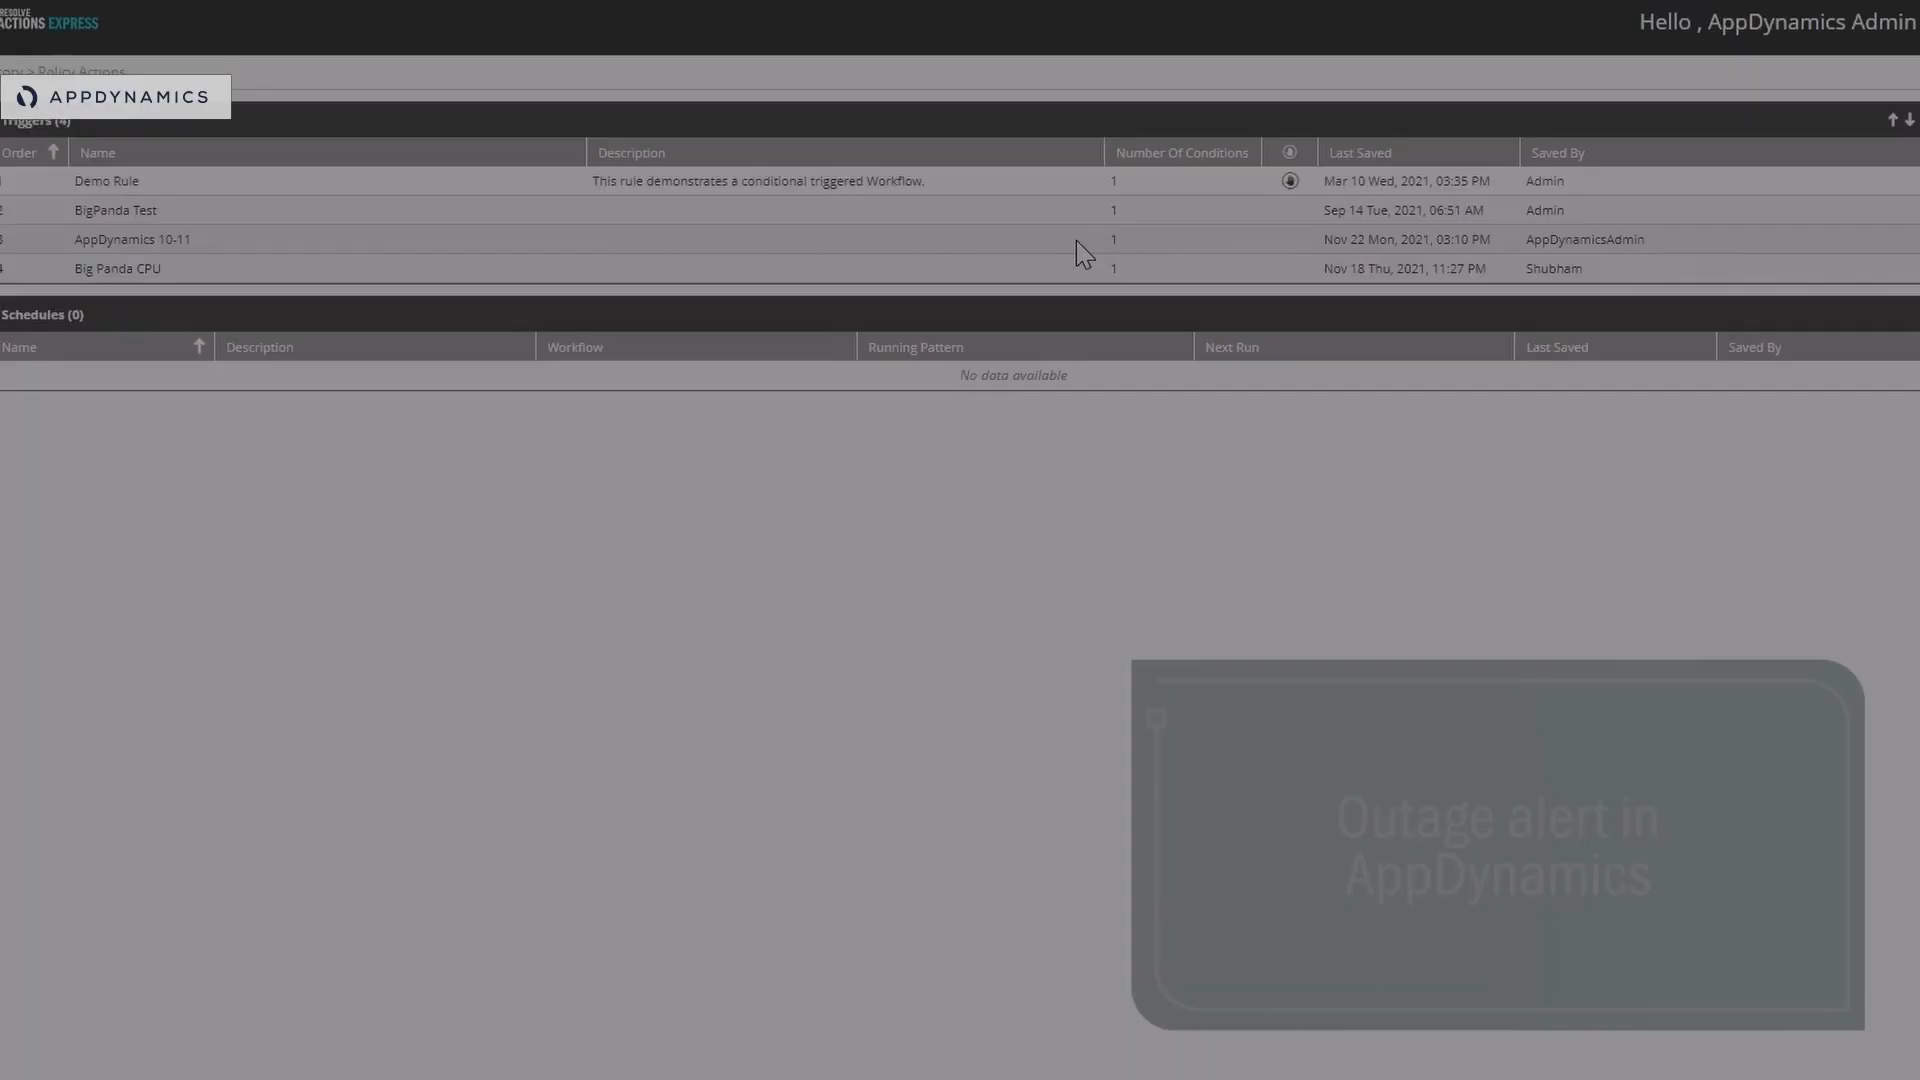 RESOLVE
ACTIONS EXPRESS
Hello , AppDynamics Admin
ory > Policy Actions
APPDYNAMICS
Triggers (4)
Order Name Description Number Of Conditions Last Saved Saved By
1 Demo Rule This rule demonstrates a conditional triggered Workflow. 1 Mar 10 Wed, 2021, 03:35 PM Admin
2 BigPanda Test 1 Sep 14 Tue, 2021, 06:51 AM Admin
3 AppDynamics 10-11 1 Nov 22 Mon, 2021, 03:10 PM AppDynamicsAdmin
4 Big Panda CPU 1 Nov 18 Thu, 2021, 11:27 PM Shubham
Schedules (0)
Name Description Workflow Running Pattern Next Run Last Saved Saved By
No data available
Outage alert in
AppDynamics